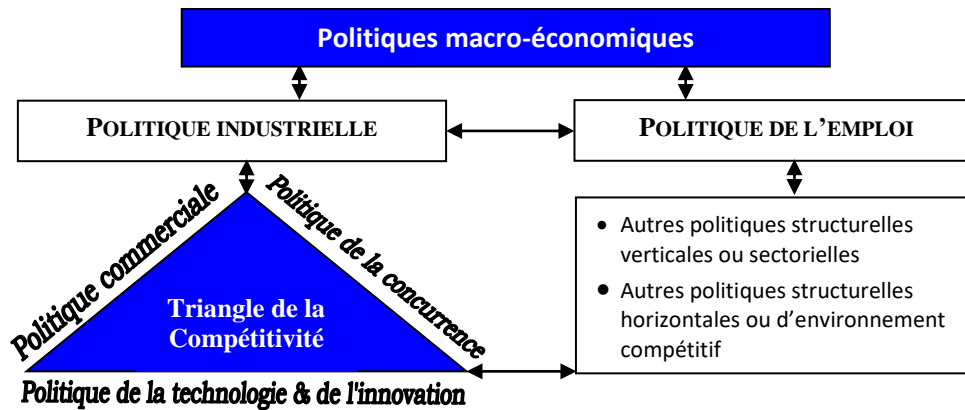 Politiques macro-économiques
POLITIQUE INDUSTRIELLE
POLITIQUE DE L’EMPLOI
Politique commerciale
Politique de la concurrence
Triangle de la
Compétitivité
Politique de la technologie & de l'innovation
• Autres politiques structurelles
verticales ou sectorielles
• Autres politiques structurelles
horizontales ou d’environnement
compétitif